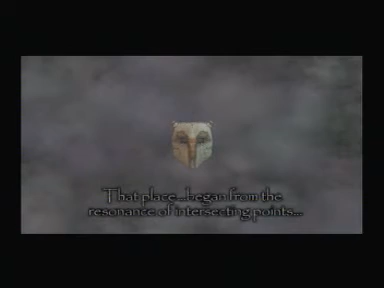 That place...began from the
resonance of intersecting points...